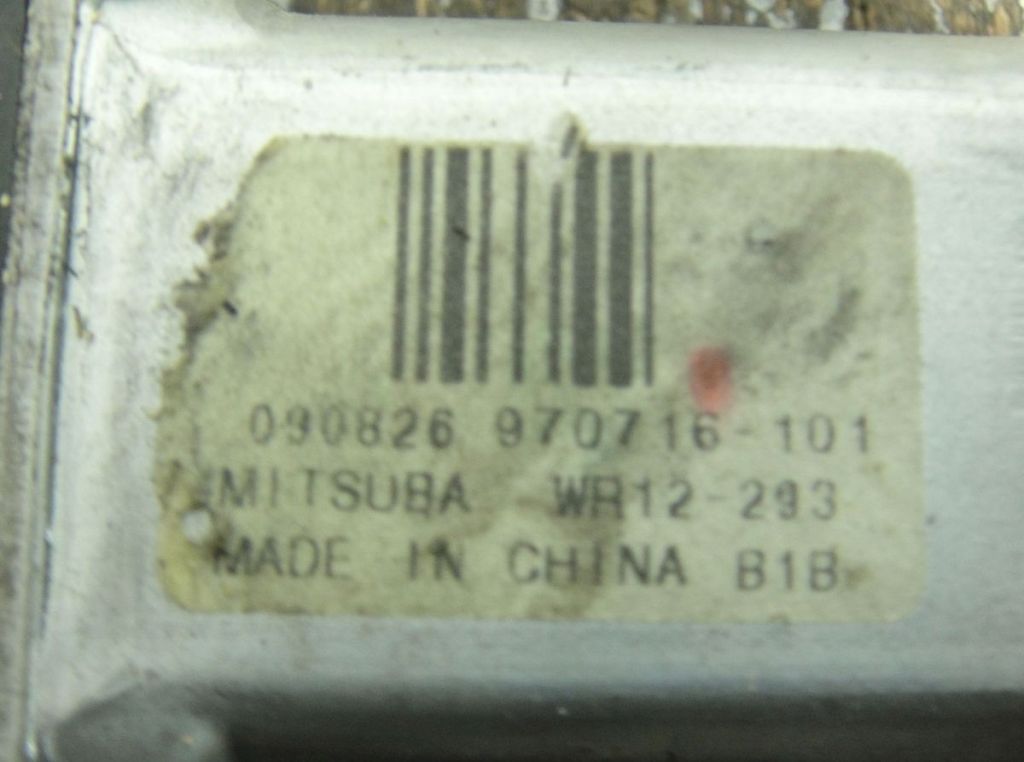 090826 970716-101
MITSUBA WR12-293
MADE IN CHINA B1B